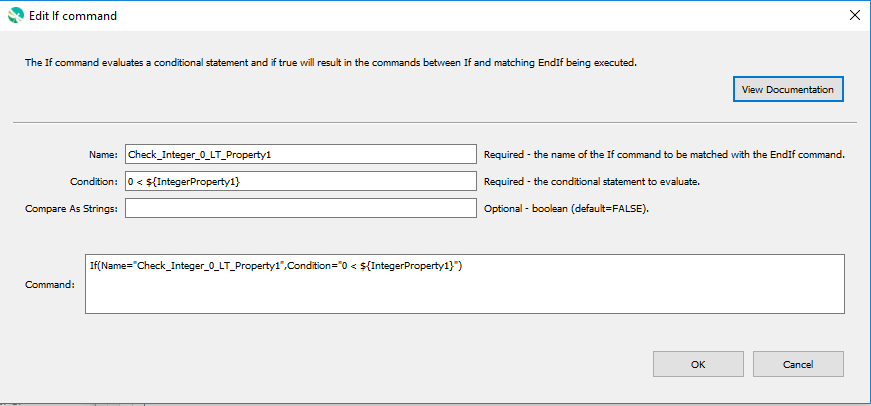 Edit If command
The If command evaluates a conditional statement and if true will result in the commands between If and matching EndIf being executed.
View Documentation
Name: Check_Integer_0_LT_Property1 Required - the name of the If command to be matched with the EndIf command.
Condition: 0 < ${IntegerProperty1} Required - the conditional statement to evaluate.
Compare As Strings: Optional - boolean (default=FALSE).
If(Name="Check_Integer_0_LT_Property1",Condition="0 < ${IntegerProperty1}")
Command:
OK Cancel